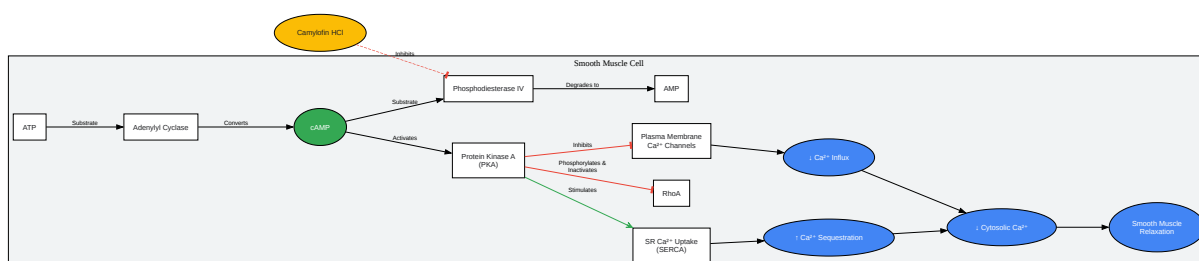 Camylofin HCl
Inhibits
Smooth Muscle Cell
Phosphodiesterase IV
Degrades to
AMP
Substrate
ATP
Substrate
Adenylyl Cyclase
Converts
cAMP
Activates
Protein Kinase A
(PKA)
Inhibits
Plasma Membrane
Ca²⁺ Channels
Phosphorylates &
Inactivates
RhoA
Stimulates
SR Ca²⁺ Uptake
(SERCA)
↓ Ca²⁺ Influx
↑ Ca²⁺ Sequestration
↓ Cytosolic Ca²⁺
Smooth Muscle
Relaxation